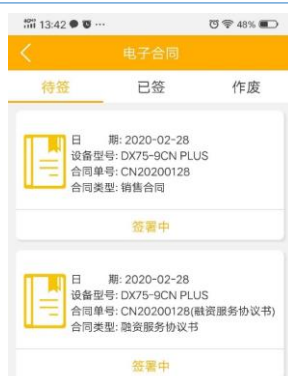 13:42 ··· 48%
电子合同
待签 已签 作废
日 期: 2020-02-28
设备型号: DX75-9CN PLUS
合同单号: CN20200128
合同类型: 销售合同
签署中
日 期: 2020-02-28
设备型号: DX75-9CN PLUS
合同单号: CN20200128(融资服务协议书)
合同类型: 融资服务协议书
签署中